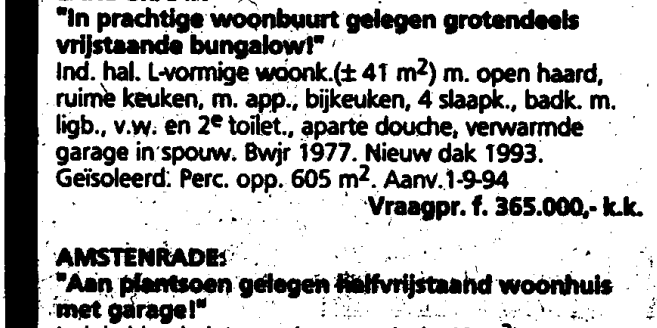 "In prachtige woonbuurt gelegen grotendeels
vrijstaande bungalow!"
Ind. hal. L-vormige woonk.(± 41 m²) m. open haard,
ruime keuken, m. app., bijkeuken, 4 slaapk., badk. m.
ligb., v.w. en 2e toilet., aparte douche, verwarmde
garage in spouw. Bwjr 1977. Nieuw dak 1993.
Geïsoleerd. Perc. opp. 605 m². Aanv.1-9-94
Vraagpr. f. 365.000,- k.k.
AMSTENRADE:
"Aan plantsoen gelegen halfvrijstaand woonhuis
met garage!"